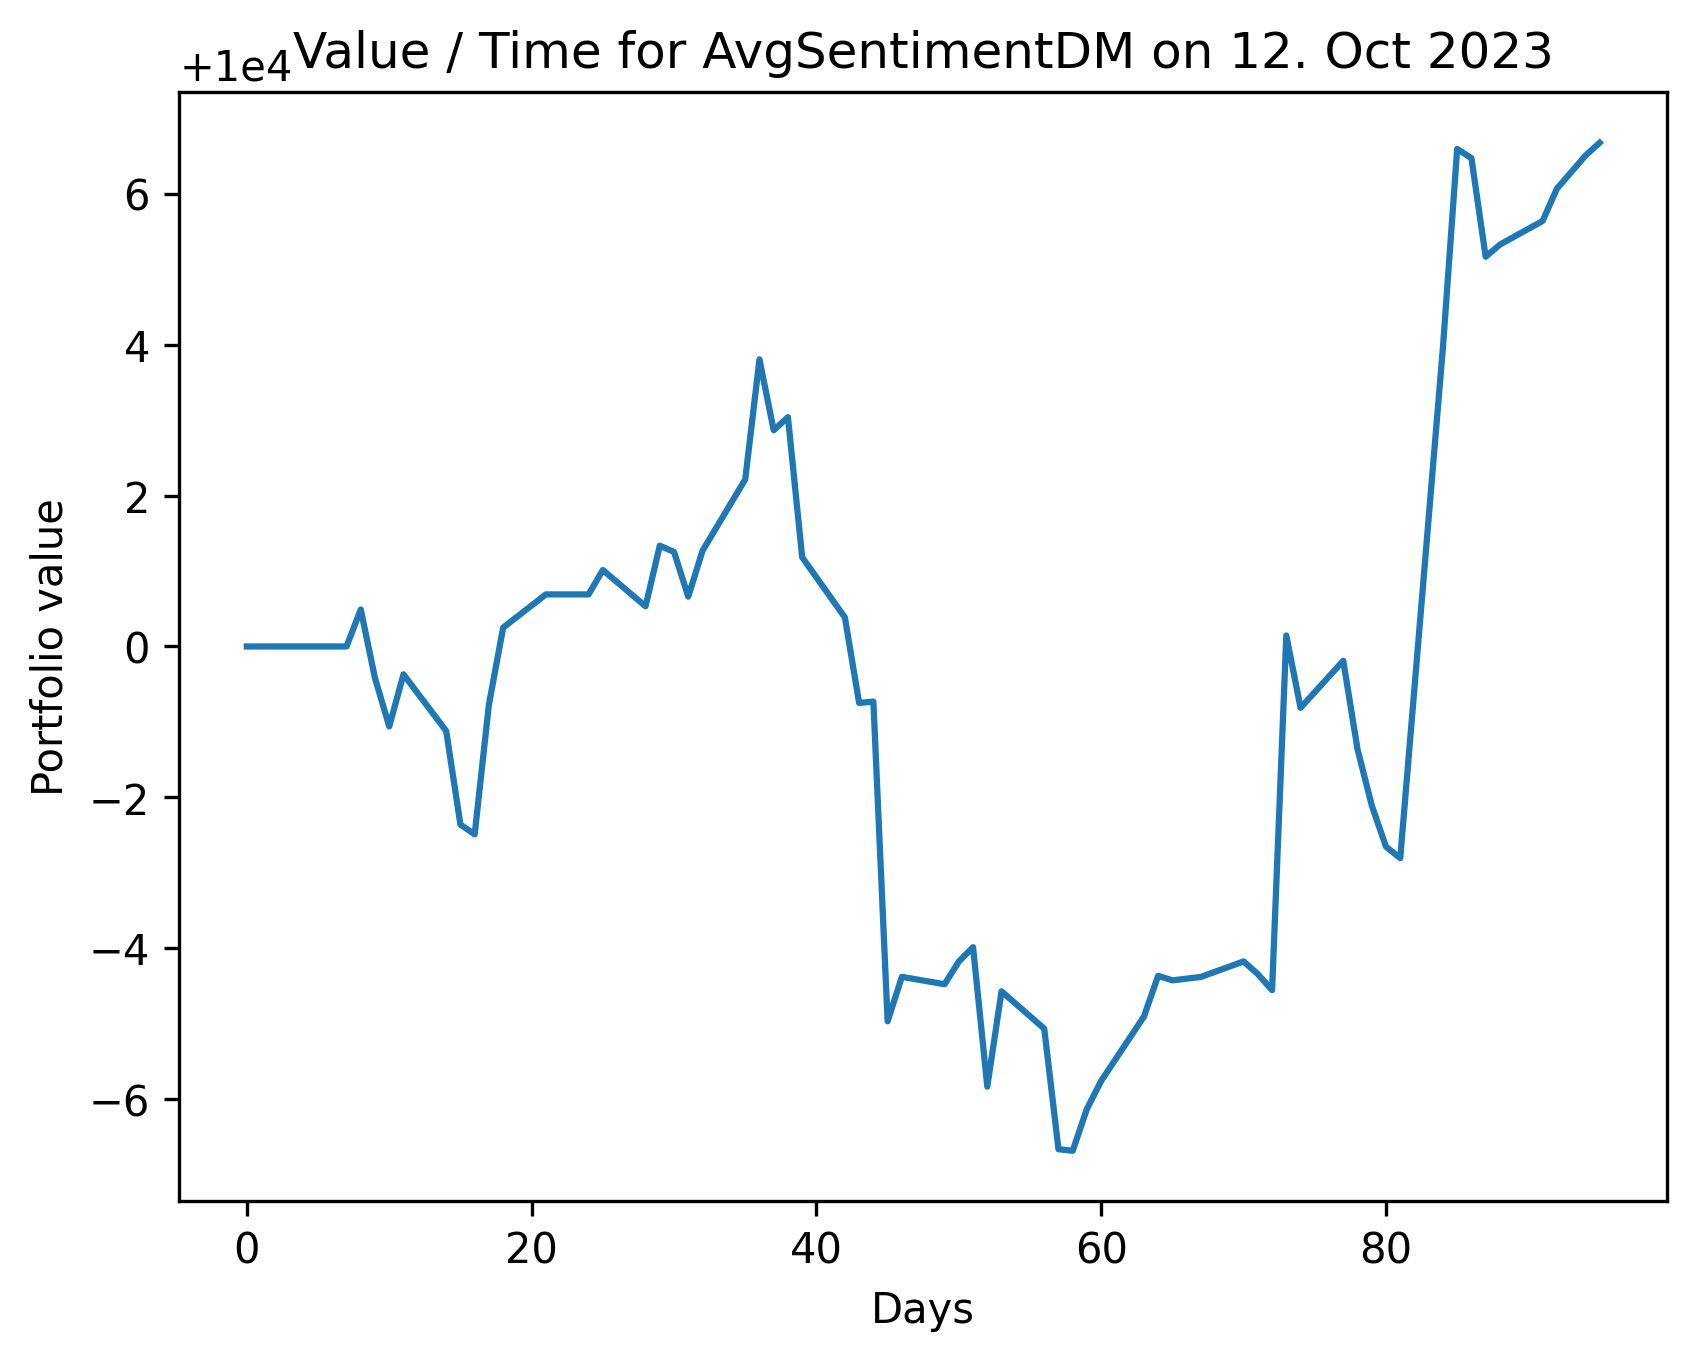 Value / Time for AvgSentimentDM on 12. Oct 2023
+1e4
6
4
2
0
−2
−4
−6
Portfolio value
0 20 40 60 80
Days